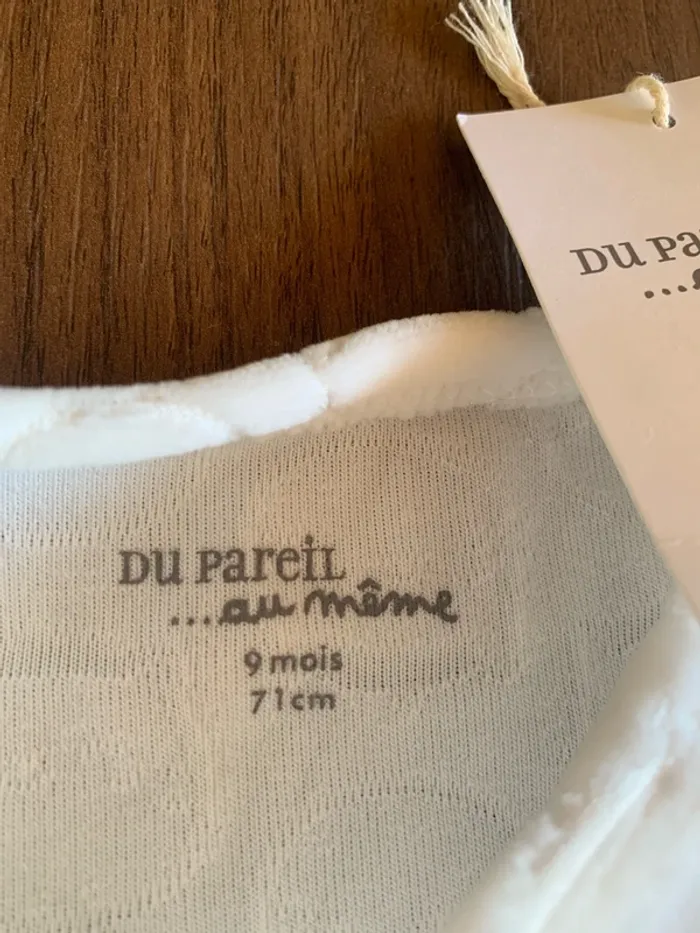 DU PAREIL
...au même
9 mois
71cm
DU Pa
...